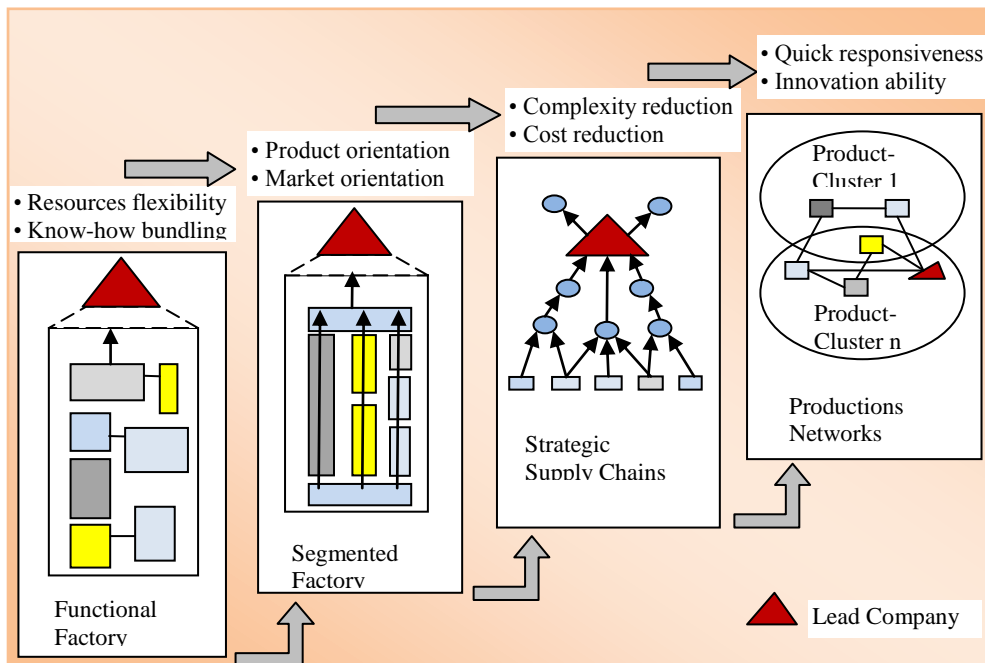 • Resources flexibility
• Know-how bundling
Functional
Factory
• Product orientation
• Market orientation
Segmented
Factory
• Complexity reduction
• Cost reduction
Strategic
Supply Chains
• Quick responsiveness
• Innovation ability
Product-
Cluster 1
Product-
Cluster n
Productions
Networks
Lead Company